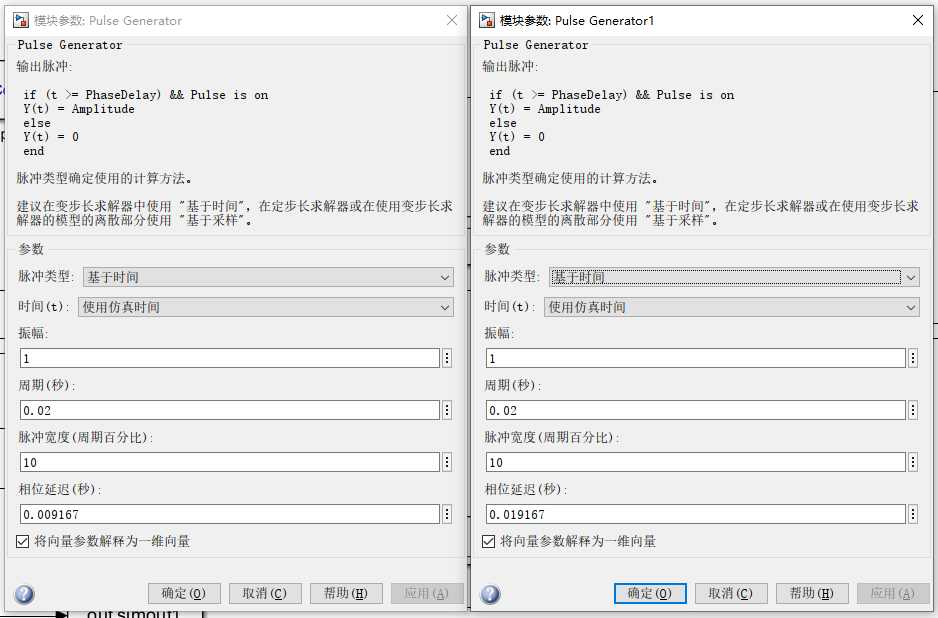 模块参数: Pulse Generator
Pulse Generator
输出脉冲:
if (t >= PhaseDelay) && Pulse is on
Y(t) = Amplitude
else
Y(t) = 0
end
脉冲类型确定使用的计算方法。
建议在变步长求解器中使用 "基于时间", 在定步长求解器或在使用变步长求
解器的模型的离散部分使用 "基于采样"。
参数
脉冲类型: 基于时间
时间(t): 使用仿真时间
振幅:
1
周期(秒):
0.02
脉冲宽度(周期百分比):
10
相位延迟(秒):
0.009167
将向量参数解释为一维向量
确定(O) 取消(C) 帮助(H) 应用(A)
out.simout1
模块参数: Pulse Generator1
Pulse Generator
输出脉冲:
if (t >= PhaseDelay) && Pulse is on
Y(t) = Amplitude
else
Y(t) = 0
end
脉冲类型确定使用的计算方法。
建议在变步长求解器中使用 "基于时间", 在定步长求解器或在使用变步长求
解器的模型的离散部分使用 "基于采样"。
参数
脉冲类型: 基于时间
时间(t): 使用仿真时间
振幅:
1
周期(秒):
0.02
脉冲宽度(周期百分比):
10
相位延迟(秒):
0.019167
将向量参数解释为一维向量
确定(O) 取消(C) 帮助(H) 应用(A)